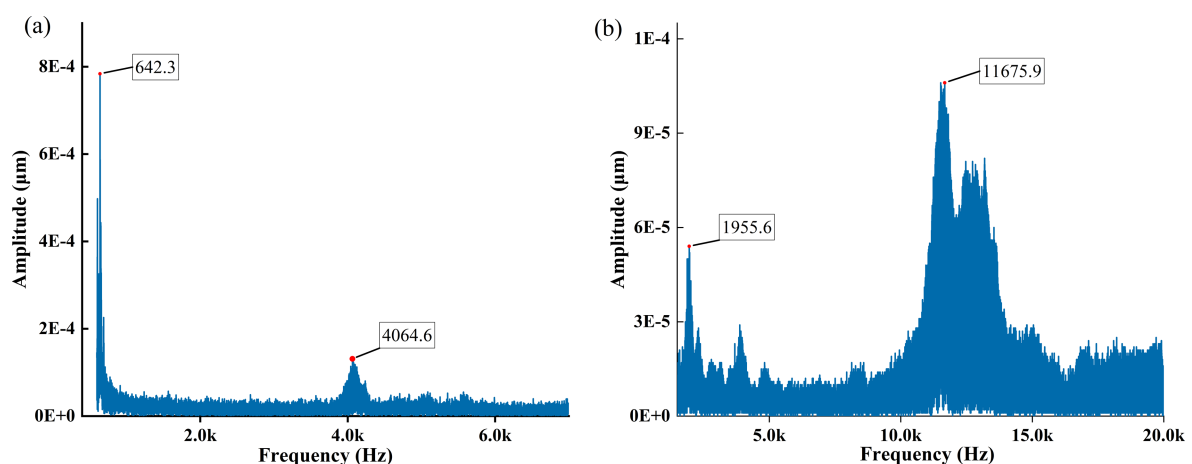 (a)
642.3
4064.6
8E-4
6E-4
4E-4
2E-4
0E+0
Amplitude (μm)
2.0k 4.0k 6.0k
Frequency (Hz)
(b)
11675.9
1955.6
1E-4
9E-5
6E-5
3E-5
0E+0
Amplitude (μm)
5.0k 10.0k 15.0k 20.0k
Frequency (Hz)